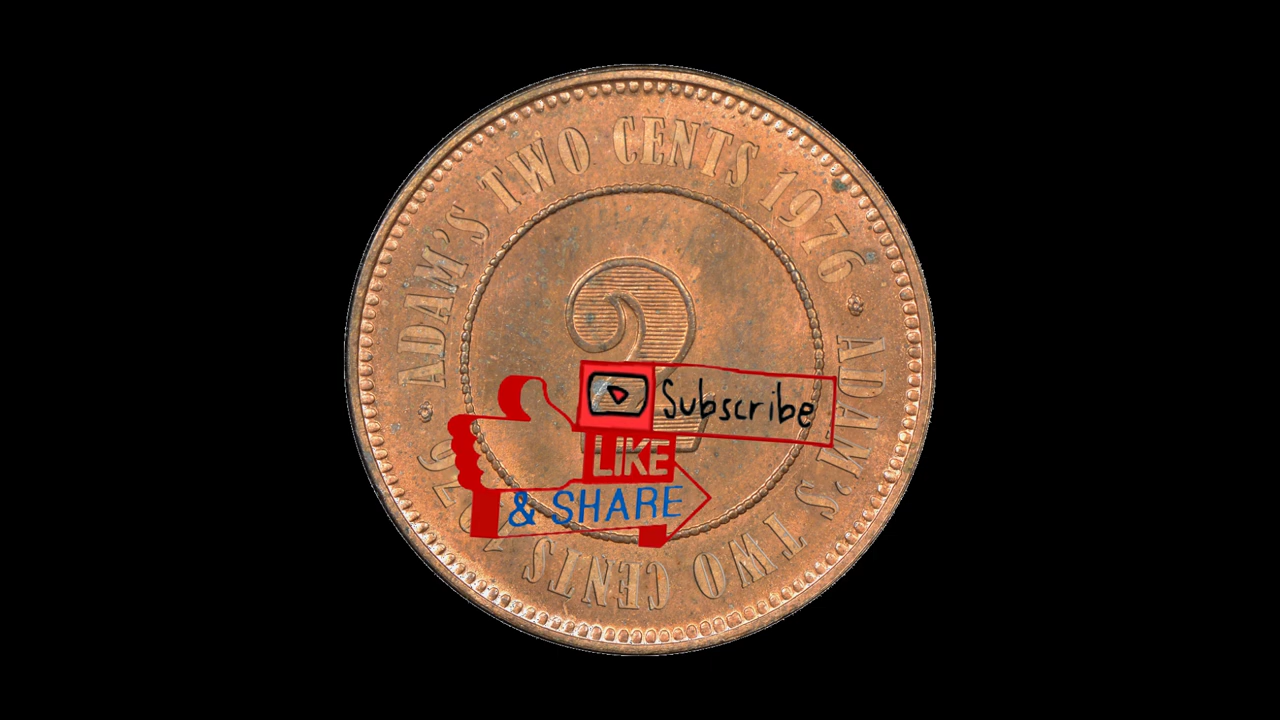 ADAM'S TWO CENTS 1976 · ADAM'S TWO CENTS 1976 ·
2
Subscribe
LIKE
& SHARE